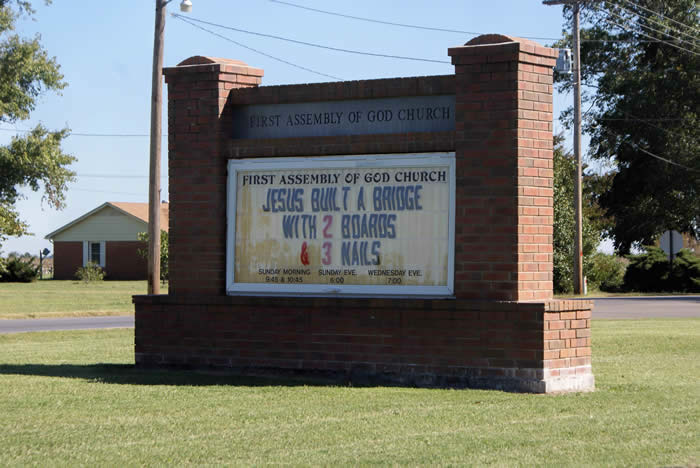 FIRST ASSEMBLY OF GOD CHURCH
FIRST ASSEMBLY OF GOD CHURCH
JESUS BUILT A BRIDGE
WITH 2 BOARDS
& 3 NAILS
SUNDAY MORNING SUNDAY EVE. WEDNESDAY EVE.
9:45 & 10:45 6:00 7:00